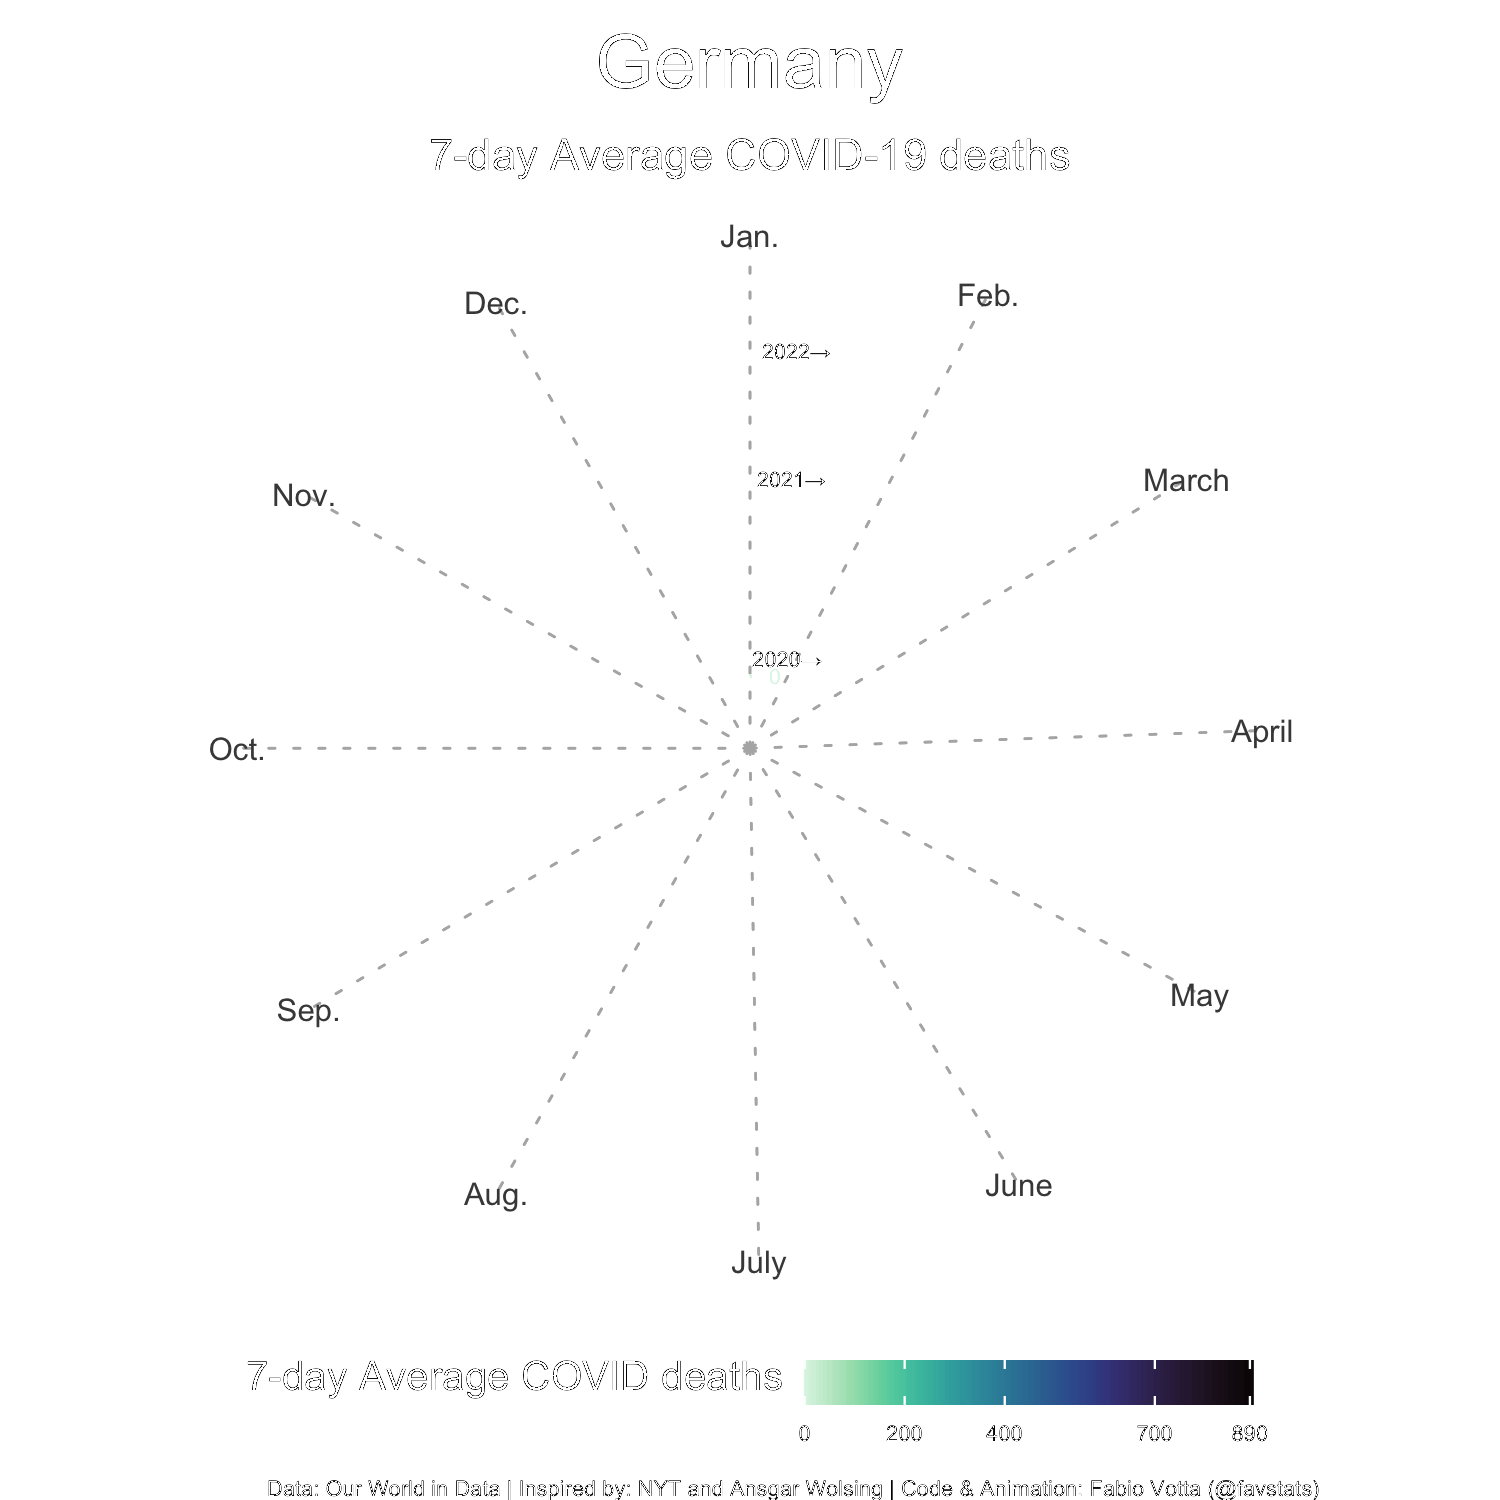 Germany
7-day Average COVID-19 deaths
Jan.
Dec.
Feb.
2022→
Nov.
2021→
March
2020→
0
Oct.
April
Sep.
May
Aug.
June
July
7-day Average COVID deaths
0 200 400 700 890
Data: Our World in Data | Inspired by: NYT and Ansgar Wolsing | Code & Animation: Fabio Votta (@favstats)